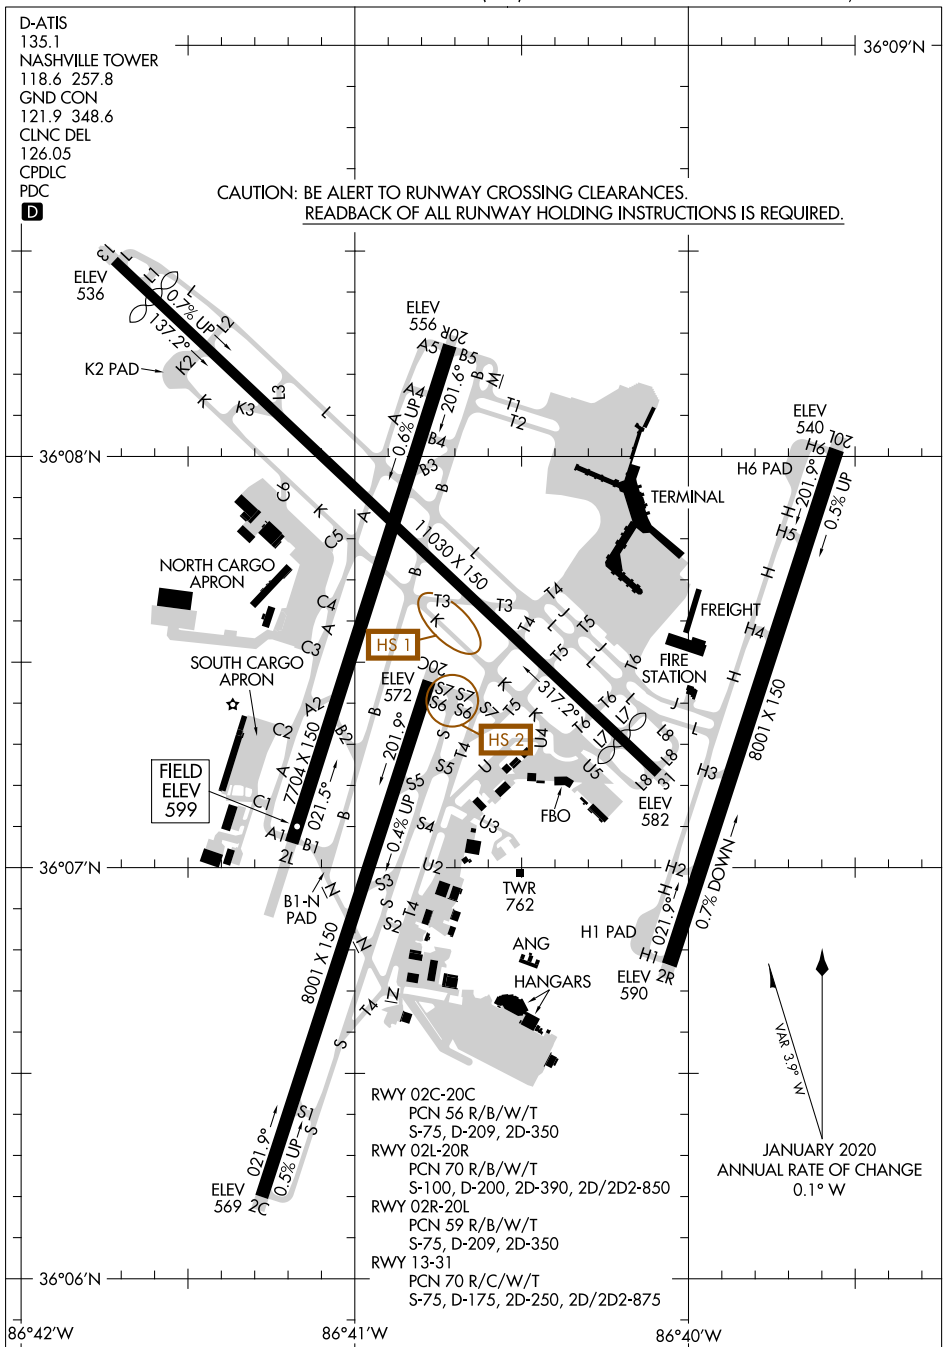 D-ATIS
135.1
NASHVILLE TOWER
118.6 257.8
GND CON
121.9 348.6
CLNC DEL
126.05
CPDLC
PDC
D
36°09'N
CAUTION: BE ALERT TO RUNWAY CROSSING CLEARANCES.
READBACK OF ALL RUNWAY HOLDING INSTRUCTIONS IS REQUIRED.
13
L
L1
L
ELEV
536
0.7% UP
137.2°
L2
K2 PAD
K2
K
K3
L3
L
ELEV
556
20R
A5
B5
B
M
A4
201.6°
0.6% UP
A
T1
T2
B4
B3
B
ELEV
540
20L
H6
H6 PAD
201.9°
0.5% UP
H
H5
36°08'N
TERMINAL
C6
K
A
C5
11030 X 150
L
B
NORTH CARGO
APRON
C4
A
C3
T3
K
T3
T4
J
T4
L
T5
J
T5
L
T6
HS 1
FREIGHT
H4
H
H
FIRE
STATION
SOUTH CARGO
APRON
20C
ELEV
572
S7
S7
S6
S6
S7
K
T5
K
317.2°
T6
L
J
L7
L7
T6
L
L8
L8
31
HS 2
U4
U
U5
A2
C2
B2
B
201.9°
S
T4
S5
S5
FBO
ELEV
582
H3
8001 X 150
FIELD
ELEV
599
A
7704 X 150
021.5°
C1
A1
B1
2L
B
0.4% UP
S4
U3
U2
36°07'N
S3
S
S2
T4
TWR
762
H2
H
021.9°
0.7% DOWN
B1-N
PAD
N
N
8001 X 150
ANG
HANGARS
H1 PAD
H1
2R
ELEV
590
N
T4
S
VAR 3.9° W
RWY 02C-20C
PCN 56 R/B/W/T
S-75, D-209, 2D-350
RWY 02L-20R
PCN 70 R/B/W/T
S-100, D-200, 2D-390, 2D/2D2-850
RWY 02R-20L
PCN 59 R/B/W/T
S-75, D-209, 2D-350
RWY 13-31
PCN 70 R/C/W/T
S-75, D-175, 2D-250, 2D/2D2-875
021.9°
0.5% UP
S1
S
ELEV
569
2C
JANUARY 2020
ANNUAL RATE OF CHANGE
0.1° W
36°06'N
86°42'W
86°41'W
86°40'W